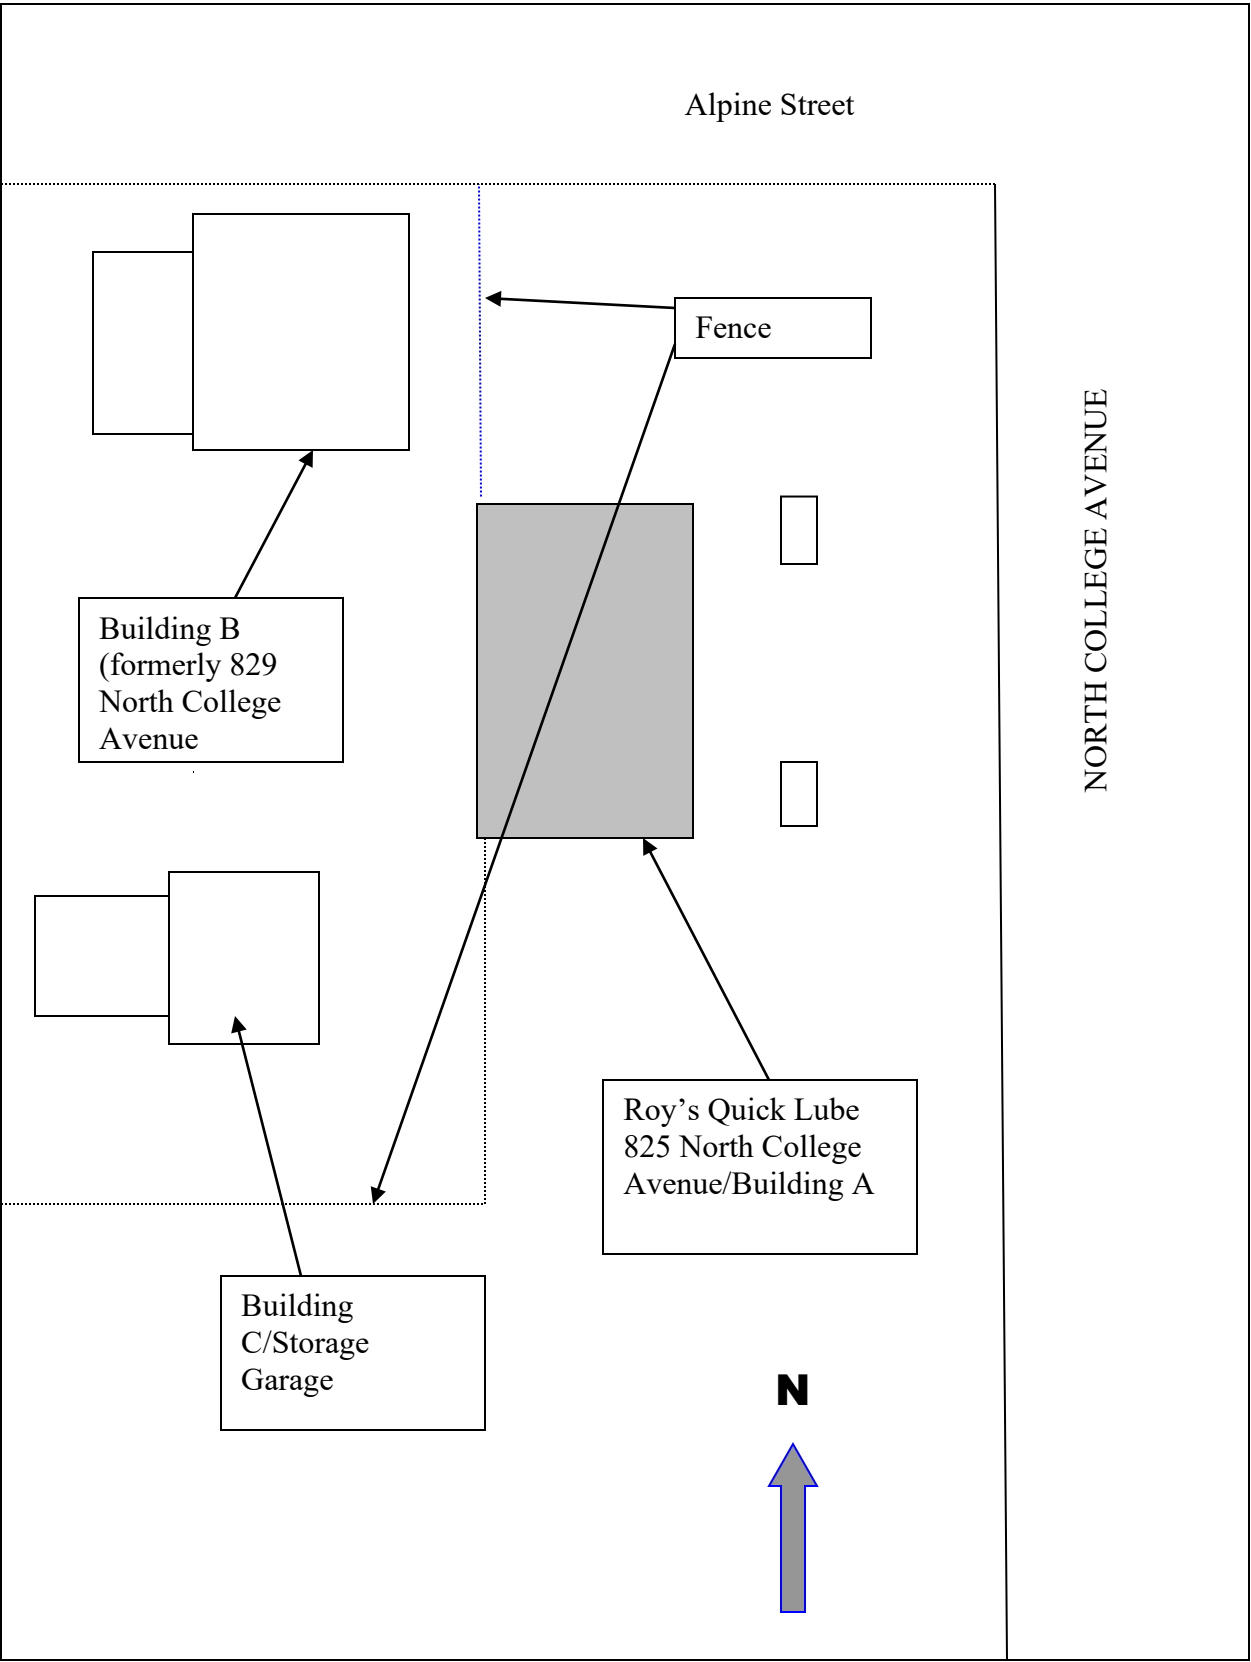 Alpine Street
Fence
NORTH COLLEGE AVENUE
Building B
(formerly 829
North College
Avenue
Roy’s Quick Lube
825 North College
Avenue/Building A
Building
C/Storage
Garage
N